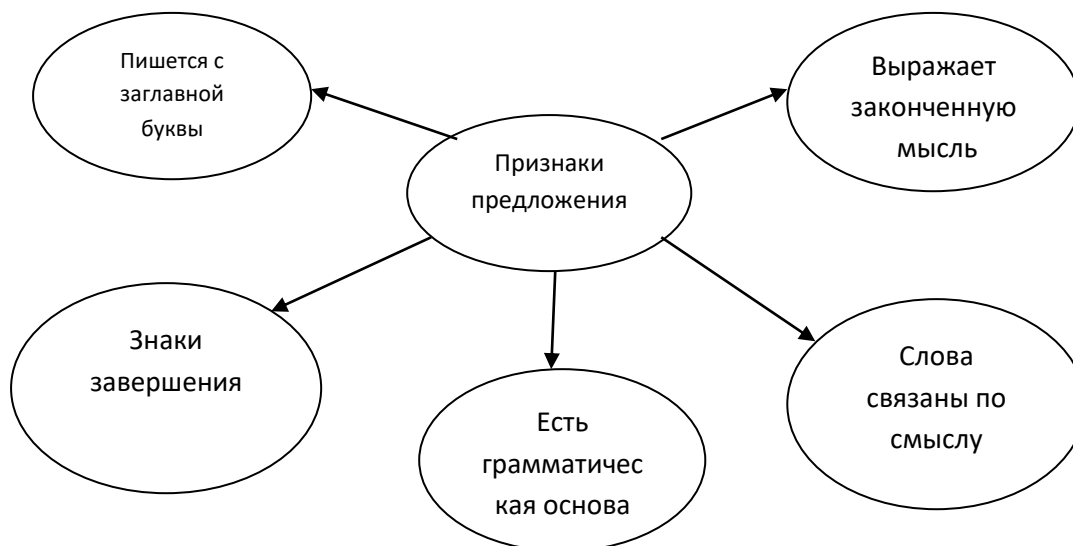 Пишется с
заглавной
буквы
Выражает
законченную
мысль
Признаки
предложения
Знаки
завершения
Есть
грамматичес
кая основа
Слова
связаны по
смыслу